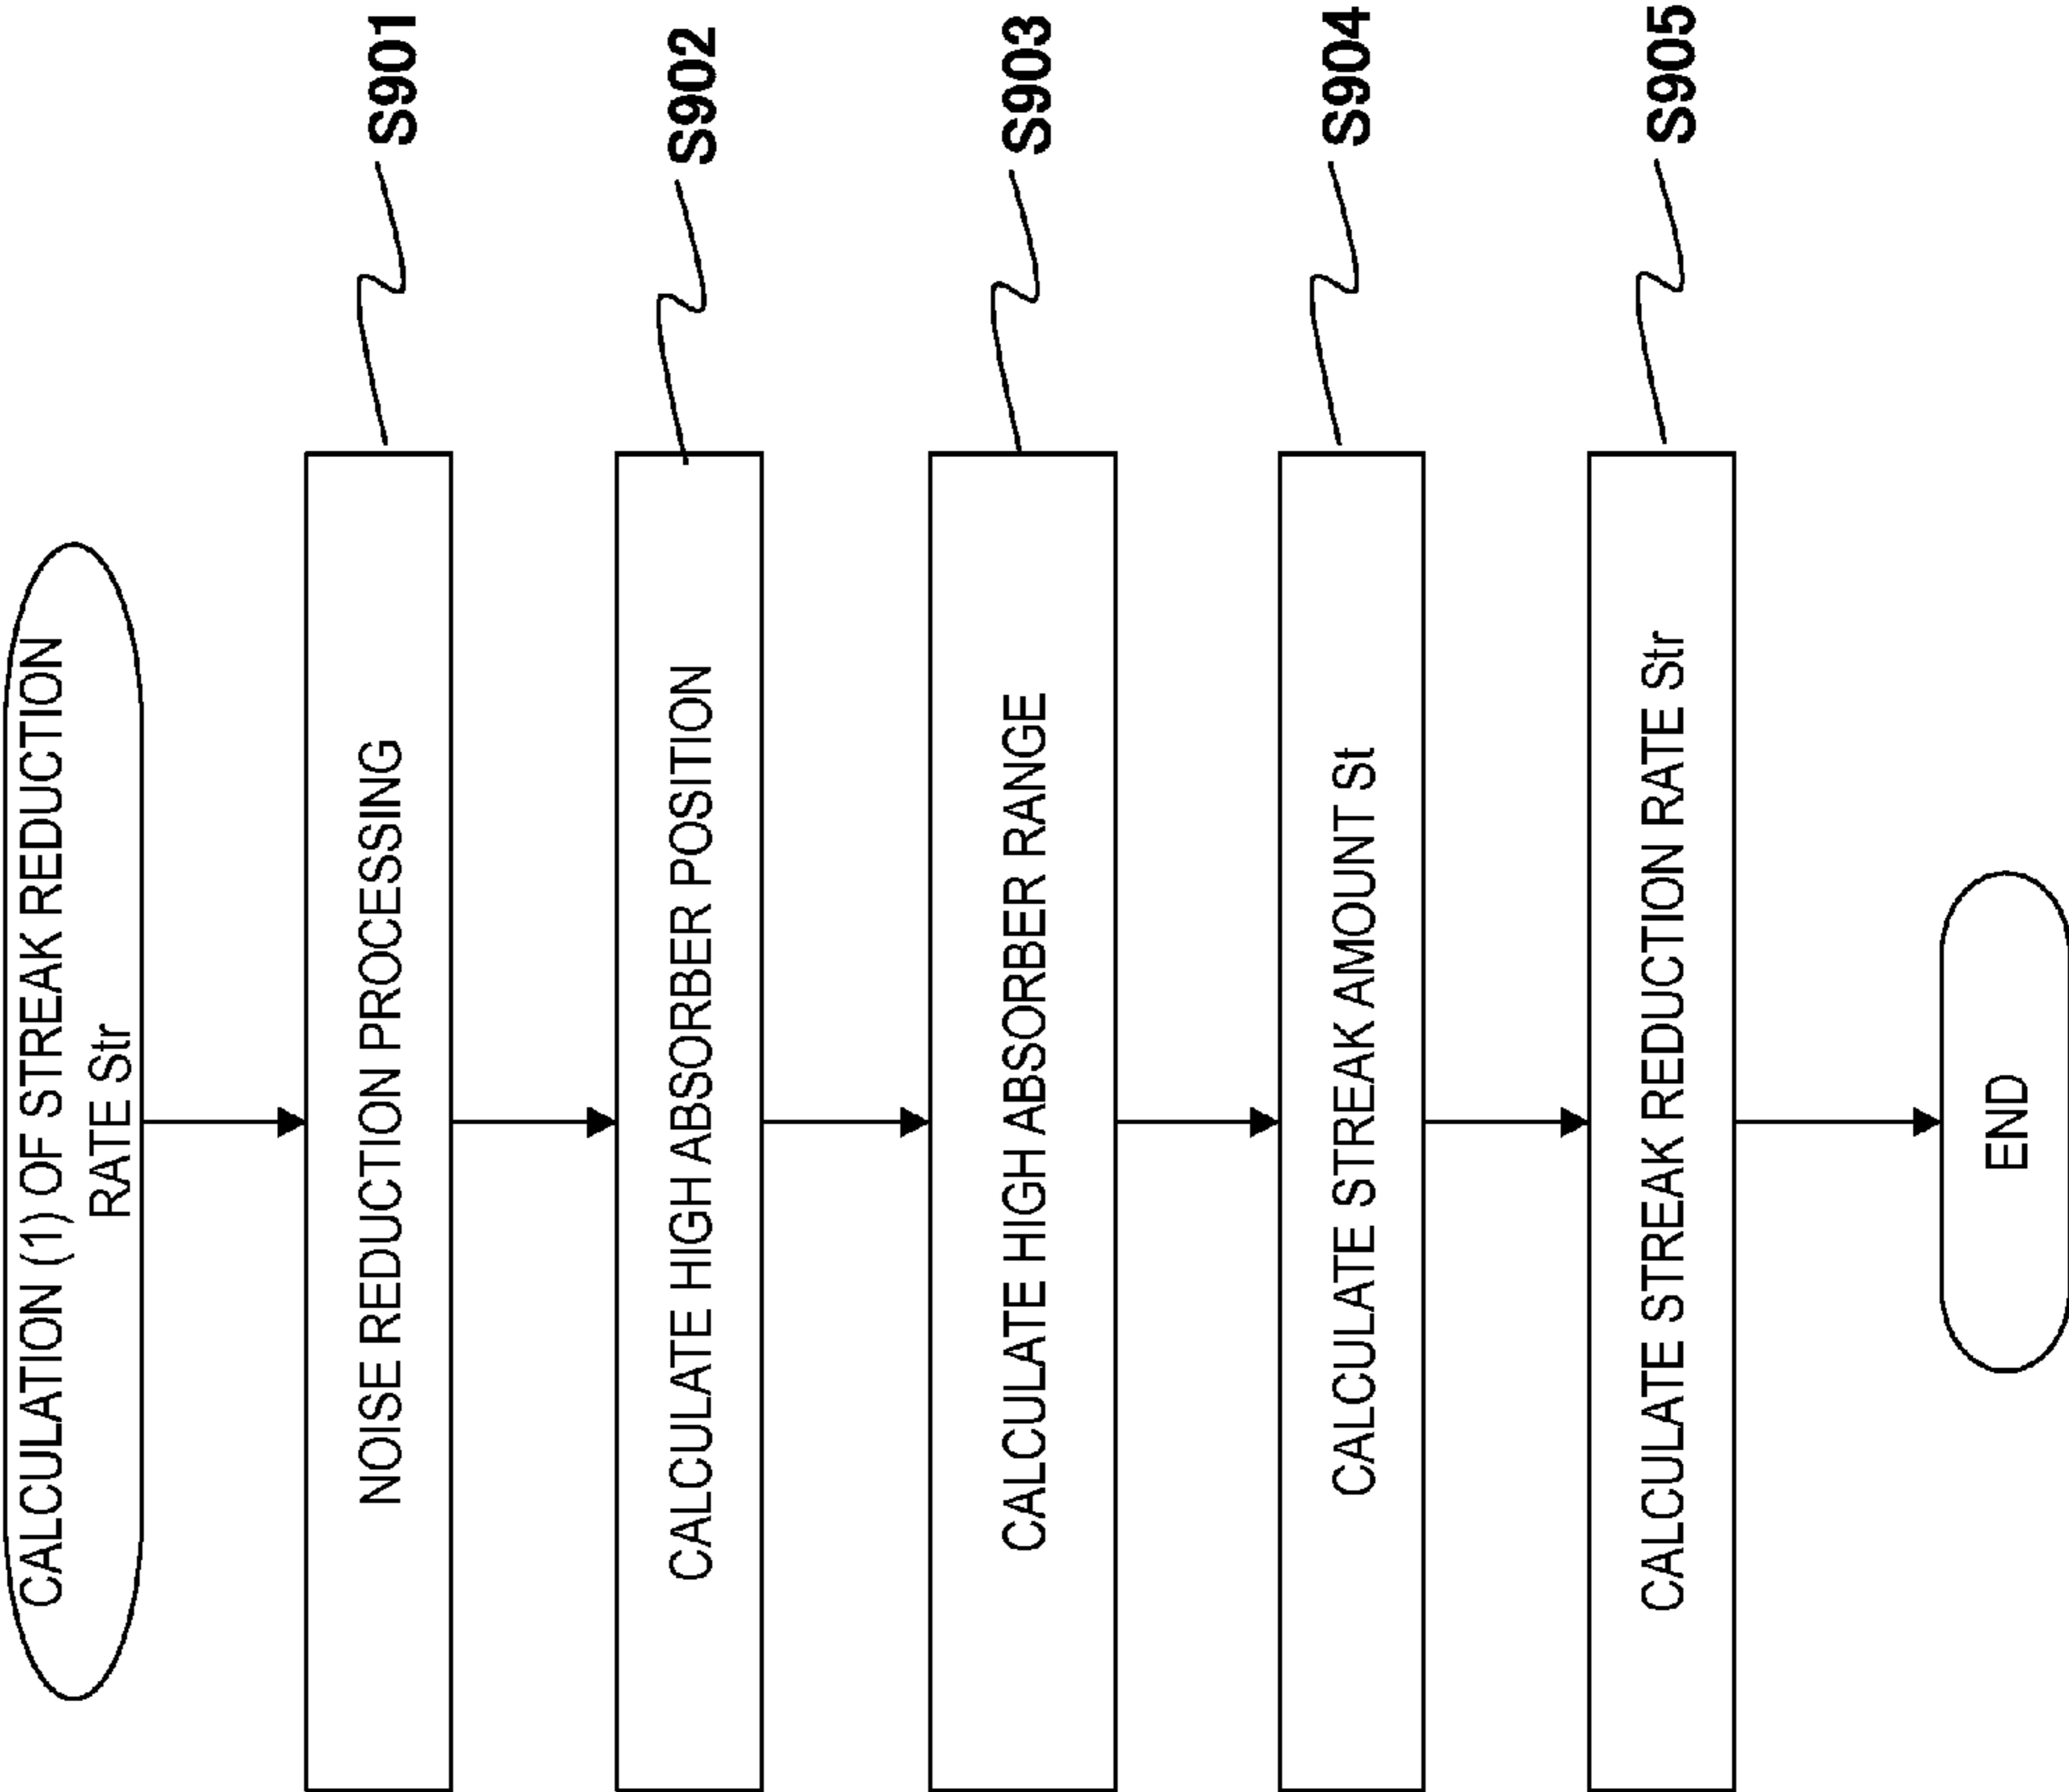 CALCULATION (1) OF STREAK REDUCTION
RATE Str
NOISE REDUCTION PROCESSING
S901
CALCULATE HIGH ABSORBER POSITION
S902
CALCULATE HIGH ABSORBER RANGE
S903
CALCULATE STREAK AMOUNT St
S904
CALCULATE STREAK REDUCTION RATE Str
S905
END